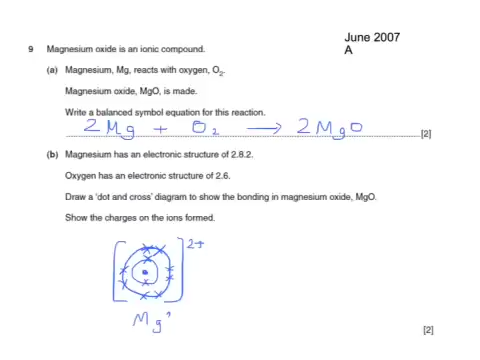 June 2007
A
9 Magnesium oxide is an ionic compound.
(a) Magnesium, Mg, reacts with oxygen, O₂.
Magnesium oxide, MgO, is made.
Write a balanced symbol equation for this reaction.
2Mg + O₂ → 2MgO [2]
(b) Magnesium has an electronic structure of 2.8.2.
Oxygen has an electronic structure of 2.6.
Draw a 'dot and cross' diagram to show the bonding in magnesium oxide, MgO.
Show the charges on the ions formed.
2+
Mg
[2]